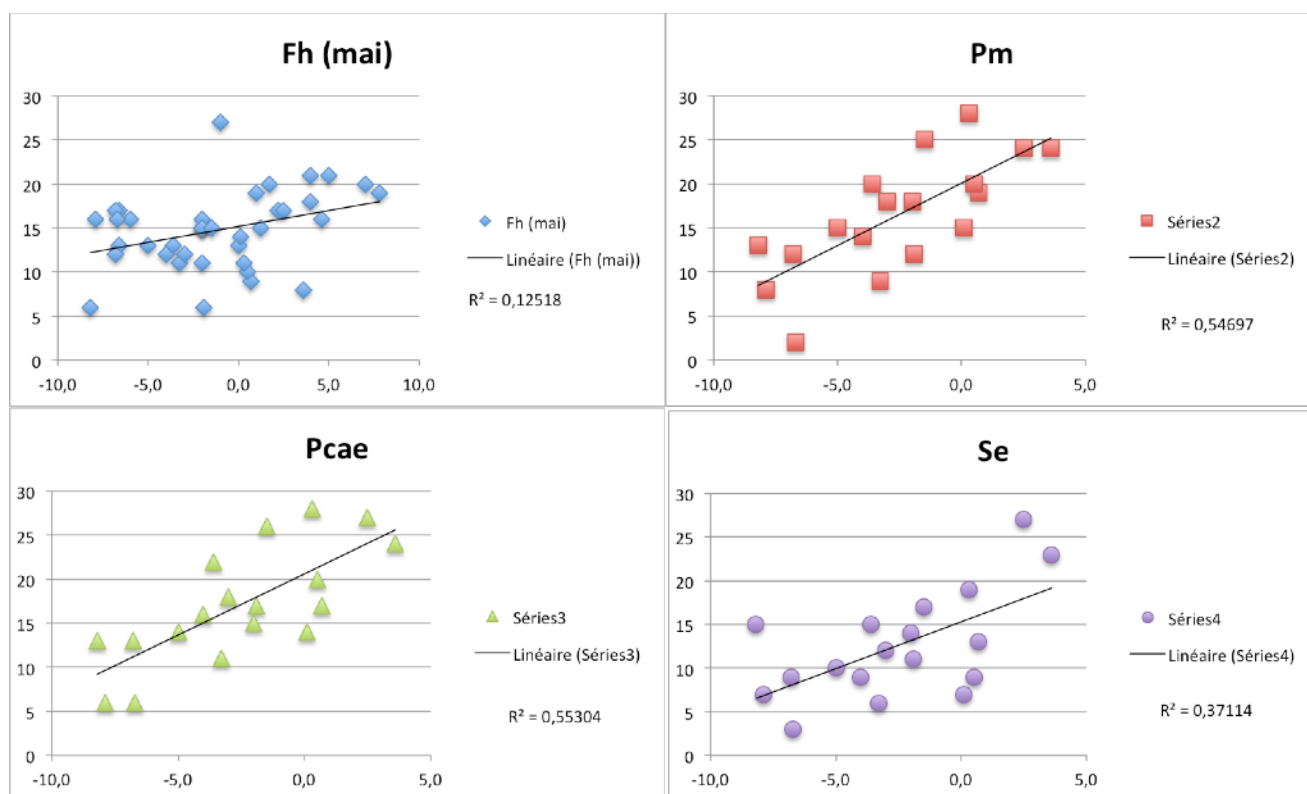 Fh (mai)
30
25
20
15
10
5
0
-10,0 -5,0 0,0 5,0 10,0
Fh (mai)
Linéaire (Fh (mai))
R² = 0,12518
Pm
30
25
20
15
10
5
0
-10,0 -5,0 0,0 5,0
Séries2
Linéaire (Séries2)
R² = 0,54697
Pcae
30
25
20
15
10
5
0
-10,0 -5,0 0,0 5,0
Séries3
Linéaire (Séries3)
R² = 0,55304
Se
30
25
20
15
10
5
0
-10,0 -5,0 0,0 5,0
Séries4
Linéaire (Séries4)
R² = 0,37114